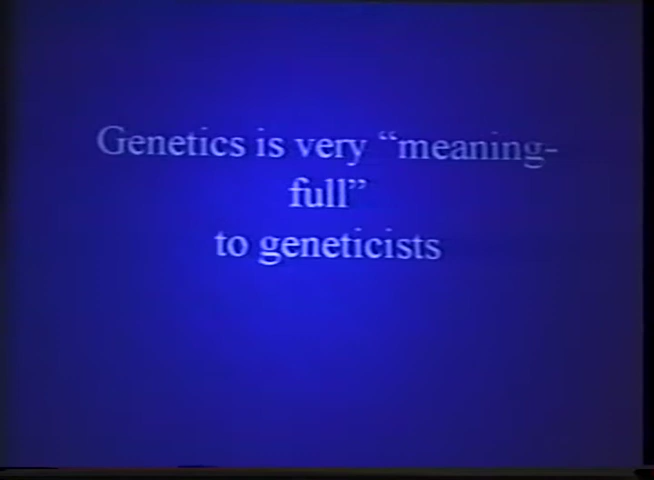 Genetics is very “meaning-
full”
to geneticists